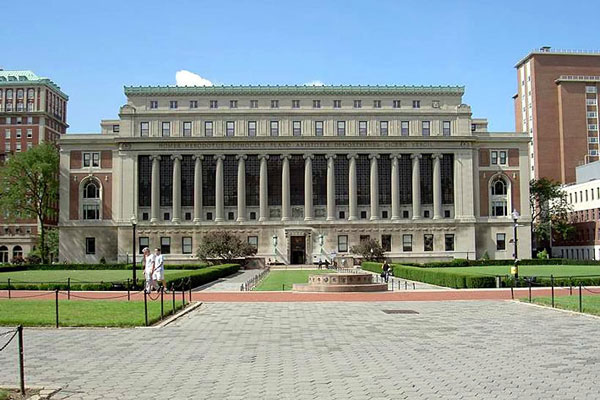 HOMER HERODOTUS SOPHOCLES PLATO ARISTOTLE DEMOSTHENES CICERO VERGIL